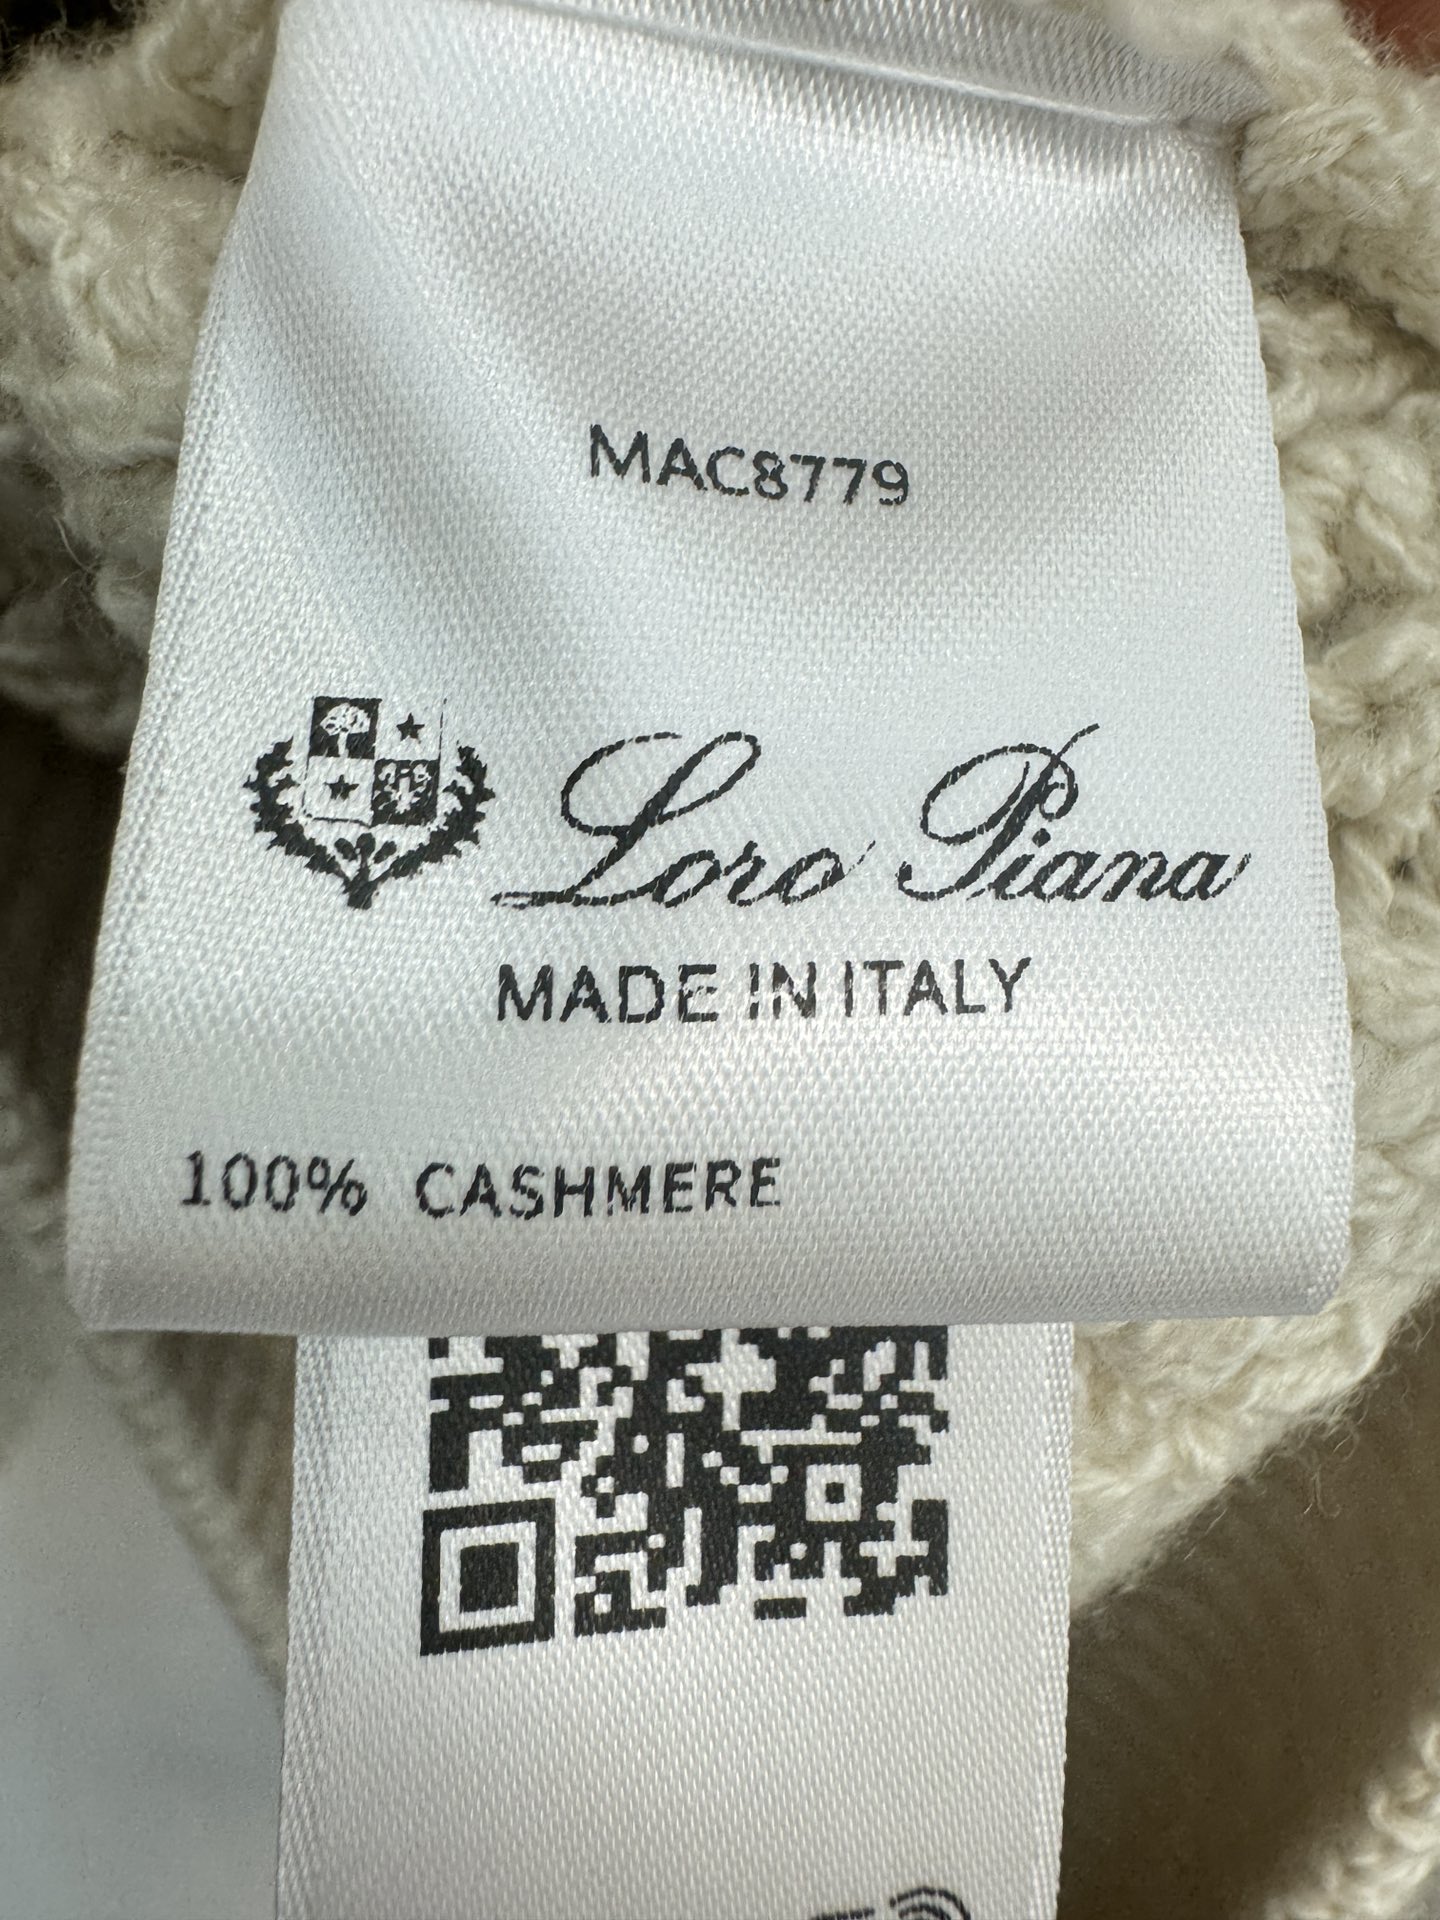 MAC8779
Loro Piana
MADE IN ITALY
100% CASHMERE